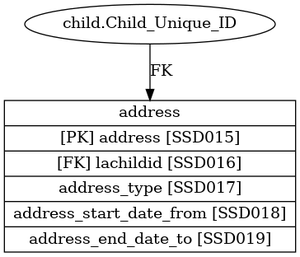 child.Child_Unique_ID
FK
address
[PK] address [SSD015]
[FK] lachildid [SSD016]
address_type [SSD017]
address_start_date_from [SSD018]
address_end_date_to [SSD019]